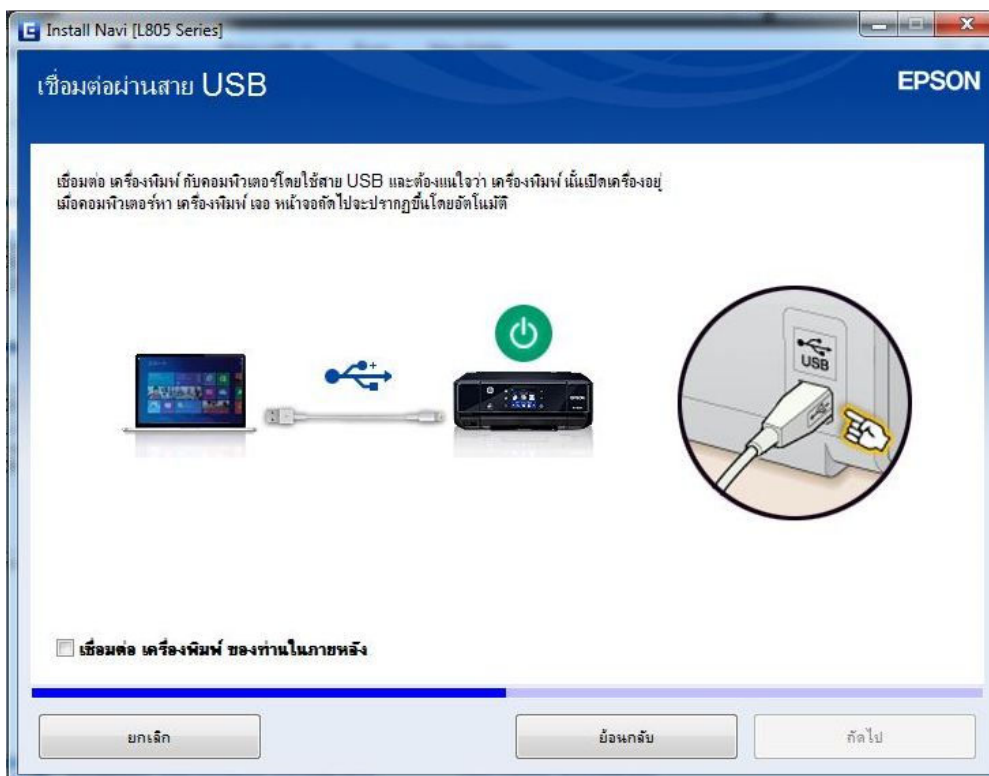 Install Navi [L805 Series]
เชื่อมต่อผ่านสาย USB
EPSON
เชื่อมต่อ เครื่องพิมพ์ กับคอมพิวเตอร์โดยใช้สาย USB และต้องแน่ใจว่า เครื่องพิมพ์ นั้นเปิดเครื่องอยู่
เมื่อคอมพิวเตอร์หา เครื่องพิมพ์ เจอ หน้าจอถัดไปจะปรากฏขึ้นโดยอัตโนมัติ
USB
เชื่อมต่อ เครื่องพิมพ์ ของท่านในภายหลัง
ยกเลิก
ย้อนกลับ
ถัดไป